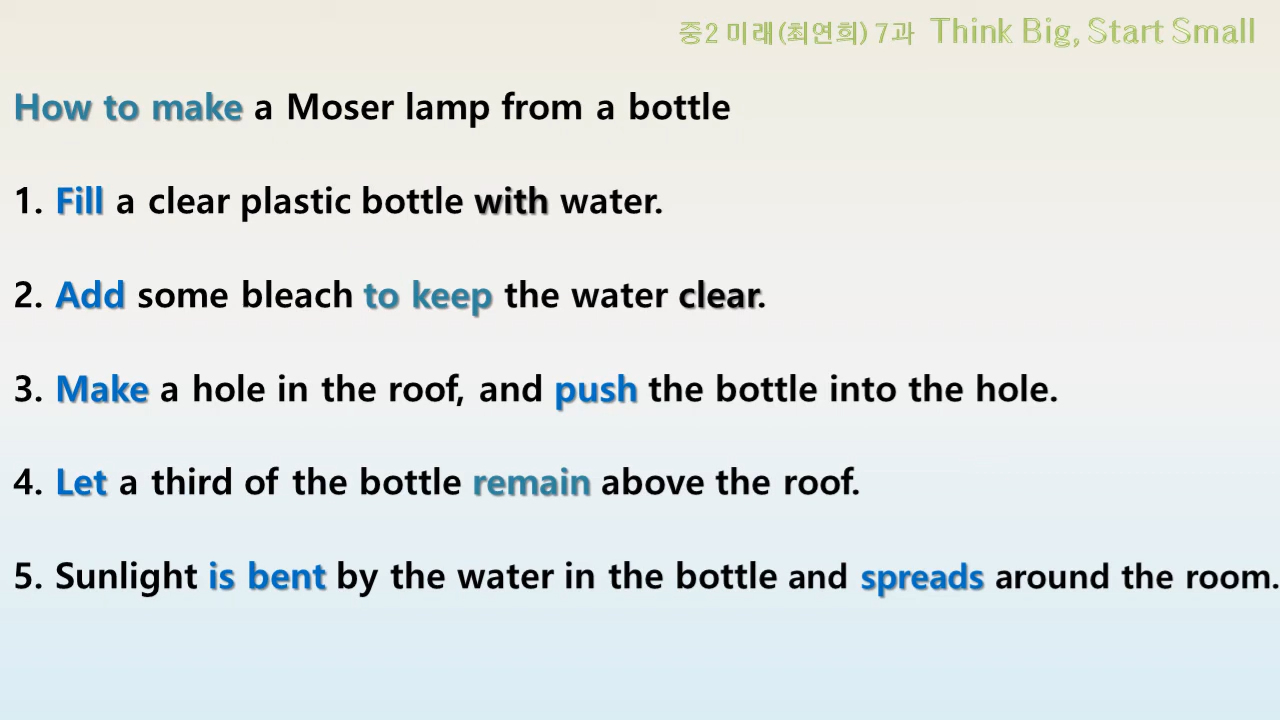 중2 미래(최연희) 7과 Think Big, Start Small
How to make a Moser lamp from a bottle
1. Fill a clear plastic bottle with water.
2. Add some bleach to keep the water clear.
3. Make a hole in the roof, and push the bottle into the hole.
4. Let a third of the bottle remain above the roof.
5. Sunlight is bent by the water in the bottle and spreads around the room.